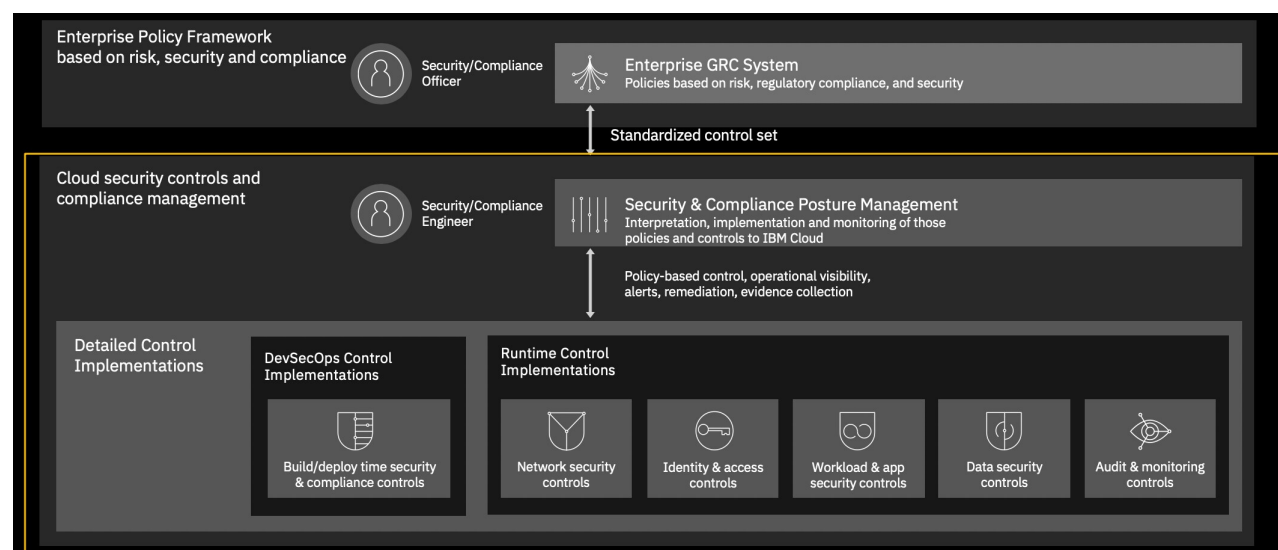 Enterprise Policy Framework
based on risk, security and compliance
Security/Compliance
Officer
Enterprise GRC System
Policies based on risk, regulatory compliance, and security
Standardized control set
Cloud security controls and
compliance management
Security/Compliance
Engineer
Security & Compliance Posture Management
Interpretation, implementation and monitoring of those
policies and controls to IBM Cloud
Policy-based control, operational visibility,
alerts, remediation, evidence collection
Detailed Control
Implementations
DevSecOps Control
Implementations
Build/deploy time security
& compliance controls
Runtime Control
Implementations
Network security
controls
Identity & access
controls
Workload & app
security controls
Data security
controls
Audit & monitoring
controls